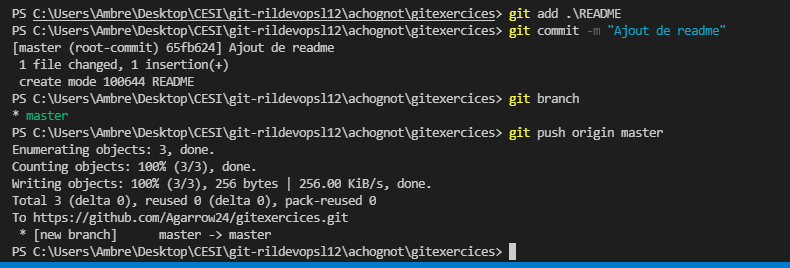 PS C:\Users\Ambre\Desktop\CESI\git-rildevopsl12\achognot\gitexercices> git add .\README
PS C:\Users\Ambre\Desktop\CESI\git-rildevopsl12\achognot\gitexercices> git commit -m "Ajout de readme"
[master (root-commit) 65fb624] Ajout de readme
 1 file changed, 1 insertion(+)
 create mode 100644 README
PS C:\Users\Ambre\Desktop\CESI\git-rildevopsl12\achognot\gitexercices> git branch
* master
PS C:\Users\Ambre\Desktop\CESI\git-rildevopsl12\achognot\gitexercices> git push origin master
Enumerating objects: 3, done.
Counting objects: 100% (3/3), done.
Writing objects: 100% (3/3), 256 bytes | 256.00 KiB/s, done.
Total 3 (delta 0), reused 0 (delta 0), pack-reused 0
To https://github.com/Agarrow24/gitexercices.git
 * [new branch]      master -> master
PS C:\Users\Ambre\Desktop\CESI\git-rildevopsl12\achognot\gitexercices>